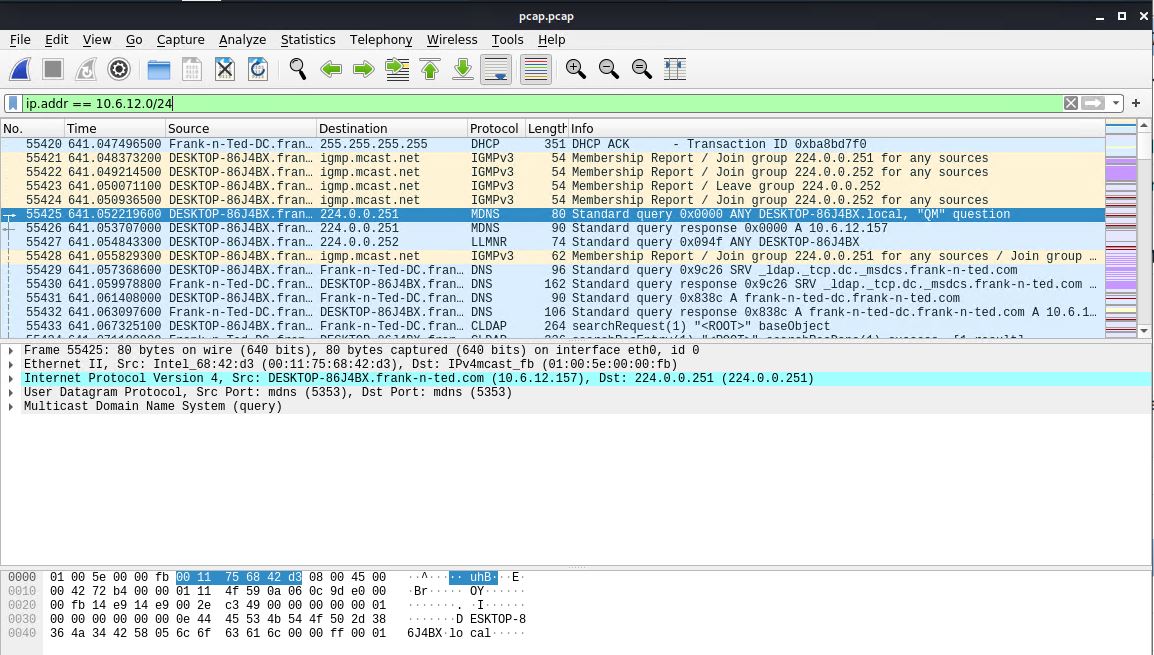 pcap.pcap
File Edit View Go Capture Analyze Statistics Telephony Wireless Tools Help
ip.addr == 10.6.12.0/24
No. Time Source Destination Protocol Length Info
55420 641.047496500 Frank-n-Ted-DC.fran… 255.255.255.255 DHCP 351 DHCP ACK - Transaction ID 0xba8bd7f0
55421 641.048373200 DESKTOP-86J4BX.fran… igmp.mcast.net IGMPv3 54 Membership Report / Join group 224.0.0.251 for any sources
55422 641.049214500 DESKTOP-86J4BX.fran… igmp.mcast.net IGMPv3 54 Membership Report / Join group 224.0.0.252 for any sources
55423 641.050071100 DESKTOP-86J4BX.fran… igmp.mcast.net IGMPv3 54 Membership Report / Leave group 224.0.0.252
55424 641.050936500 DESKTOP-86J4BX.fran… igmp.mcast.net IGMPv3 54 Membership Report / Join group 224.0.0.252 for any sources
55425 641.052219600 DESKTOP-86J4BX.fran… 224.0.0.251 MDNS 80 Standard query 0x0000 ANY DESKTOP-86J4BX.local, "QM" question
55426 641.053707000 DESKTOP-86J4BX.fran… 224.0.0.251 MDNS 90 Standard query response 0x0000 A 10.6.12.157
55427 641.054843300 DESKTOP-86J4BX.fran… 224.0.0.252 LLMNR 74 Standard query 0x094f ANY DESKTOP-86J4BX
55428 641.055829300 DESKTOP-86J4BX.fran… igmp.mcast.net IGMPv3 62 Membership Report / Join group 224.0.0.251 for any sources / Join group …
55429 641.057368600 DESKTOP-86J4BX.fran… Frank-n-Ted-DC.fran… DNS 96 Standard query 0x9c26 SRV _ldap._tcp.dc._msdcs.frank-n-ted.com
55430 641.059978800 Frank-n-Ted-DC.fran… DESKTOP-86J4BX.fran… DNS 162 Standard query response 0x9c26 SRV _ldap._tcp.dc._msdcs.frank-n-ted.com …
55431 641.061408000 DESKTOP-86J4BX.fran… Frank-n-Ted-DC.fran… DNS 90 Standard query 0x838c A frank-n-ted-dc.frank-n-ted.com
55432 641.063097600 Frank-n-Ted-DC.fran… DESKTOP-86J4BX.fran… DNS 106 Standard query response 0x838c A frank-n-ted-dc.frank-n-ted.com A 10.6.1…
55433 641.067325100 DESKTOP-86J4BX.fran… Frank-n-Ted-DC.fran… CLDAP 264 searchRequest(1) "<ROOT>" baseObject
Frame 55425: 80 bytes on wire (640 bits), 80 bytes captured (640 bits) on interface eth0, id 0
Ethernet II, Src: Intel_68:42:d3 (00:11:75:68:42:d3), Dst: IPv4mcast_fb (01:00:5e:00:00:fb)
Internet Protocol Version 4, Src: DESKTOP-86J4BX.frank-n-ted.com (10.6.12.157), Dst: 224.0.0.251 (224.0.0.251)
User Datagram Protocol, Src Port: mdns (5353), Dst Port: mdns (5353)
Multicast Domain Name System (query)
0000 01 00 5e 00 00 fb 00 11 75 68 42 d3 08 00 45 00 ··^····· uhB···E·
0010 00 42 72 b4 00 00 01 11 4f 59 0a 06 0c 9d e0 00 ·Br····· OY······
0020 00 fb 14 e9 14 e9 00 2e c3 49 00 00 00 00 00 01 ·······. ·I······
0030 00 00 00 00 00 00 0e 44 45 53 4b 54 4f 50 2d 38 ·······D ESKTOP-8
0040 36 4a 34 42 58 05 6c 6f 63 61 6c 00 00 ff 00 01 6J4BX·lo cal·····